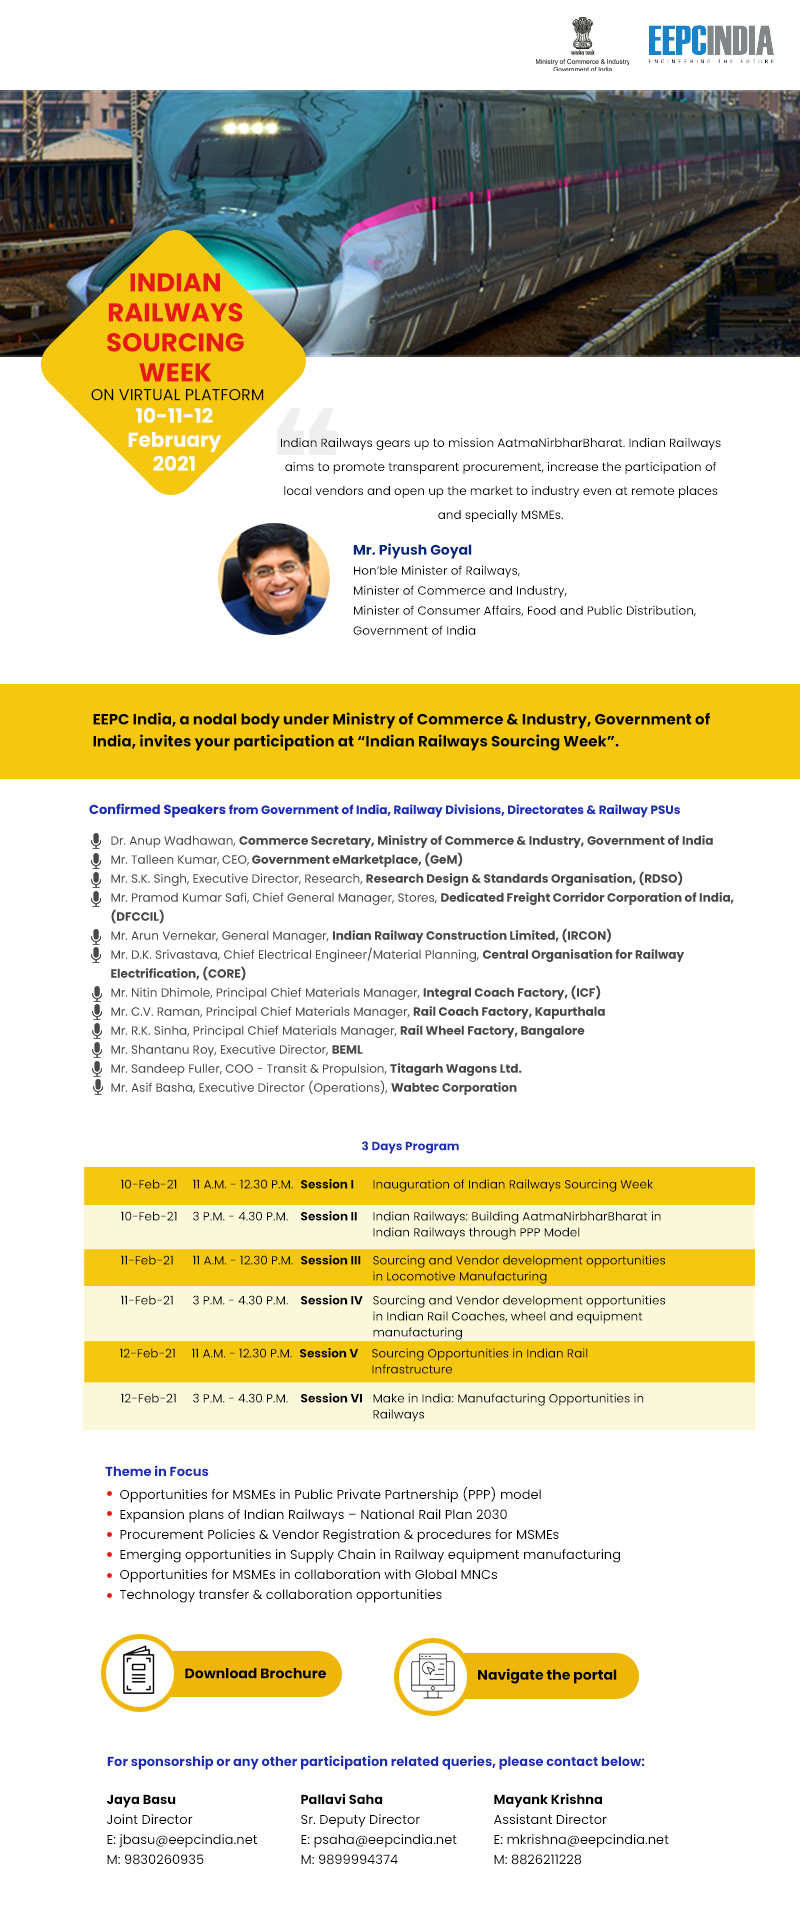 सत्यमेव जयते
Ministry of Commerce & Industry
Government of India
EEPCINDIA
ENGINEERING THE FUTURE
INDIAN
RAILWAYS
SOURCING
WEEK
ON VIRTUAL PLATFORM
10-11-12
February
2021
“
Indian Railways gears up to mission AatmaNirbharBharat. Indian Railways
aims to promote transparent procurement, increase the participation of
local vendors and open up the market to industry even at remote places
and specially MSMEs.
Mr. Piyush Goyal
Hon'ble Minister of Railways,
Minister of Commerce and Industry,
Minister of Consumer Affairs, Food and Public Distribution,
Government of India
EEPC India, a nodal body under Ministry of Commerce & Industry, Government of
India, invites your participation at “Indian Railways Sourcing Week”.
Confirmed Speakers from Government of India, Railway Divisions, Directorates & Railway PSUs
Dr. Anup Wadhawan, Commerce Secretary, Ministry of Commerce & Industry, Government of India
Mr. Talleen Kumar, CEO, Government eMarketplace, (GeM)
Mr. S.K. Singh, Executive Director, Research, Research Design & Standards Organisation, (RDSO)
Mr. Pramod Kumar Safi, Chief General Manager, Stores, Dedicated Freight Corridor Corporation of India,
(DFCCIL)
Mr. Arun Vernekar, General Manager, Indian Railway Construction Limited, (IRCON)
Mr. D.K. Srivastava, Chief Electrical Engineer/Material Planning, Central Organisation for Railway
Electrification, (CORE)
Mr. Nitin Dhimole, Principal Chief Materials Manager, Integral Coach Factory, (ICF)
Mr. C.V. Raman, Principal Chief Materials Manager, Rail Coach Factory, Kapurthala
Mr. R.K. Sinha, Principal Chief Materials Manager, Rail Wheel Factory, Bangalore
Mr. Shantanu Roy, Executive Director, BEML
Mr. Sandeep Fuller, COO - Transit & Propulsion, Titagarh Wagons Ltd.
Mr. Asif Basha, Executive Director (Operations), Wabtec Corporation
3 Days Program
10-Feb-21 11 A.M. - 12.30 P.M. Session I Inauguration of Indian Railways Sourcing Week
10-Feb-21 3 P.M. - 4.30 P.M. Session II Indian Railways: Building AatmaNirbharBharat in
Indian Railways through PPP Model
11-Feb-21 11 A.M. - 12.30 P.M. Session III Sourcing and Vendor development opportunities
in Locomotive Manufacturing
11-Feb-21 3 P.M. - 4.30 P.M. Session IV Sourcing and Vendor development opportunities
in Indian Rail Coaches, wheel and equipment
manufacturing
12-Feb-21 11 A.M. - 12.30 P.M. Session V Sourcing Opportunities in Indian Rail
Infrastructure
12-Feb-21 3 P.M. - 4.30 P.M. Session VI Make in India: Manufacturing Opportunities in
Railways
Theme in Focus
• Opportunities for MSMEs in Public Private Partnership (PPP) model
• Expansion plans of Indian Railways – National Rail Plan 2030
• Procurement Policies & Vendor Registration & procedures for MSMEs
• Emerging opportunities in Supply Chain in Railway equipment manufacturing
• Opportunities for MSMEs in collaboration with Global MNCs
• Technology transfer & collaboration opportunities
Download Brochure
Navigate the portal
For sponsorship or any other participation related queries, please contact below:
Jaya Basu
Joint Director
E: jbasu@eepcindia.net
M: 9830260935
Pallavi Saha
Sr. Deputy Director
E: psaha@eepcindia.net
M: 9899994374
Mayank Krishna
Assistant Director
E: mkrishna@eepcindia.net
M: 8826211228